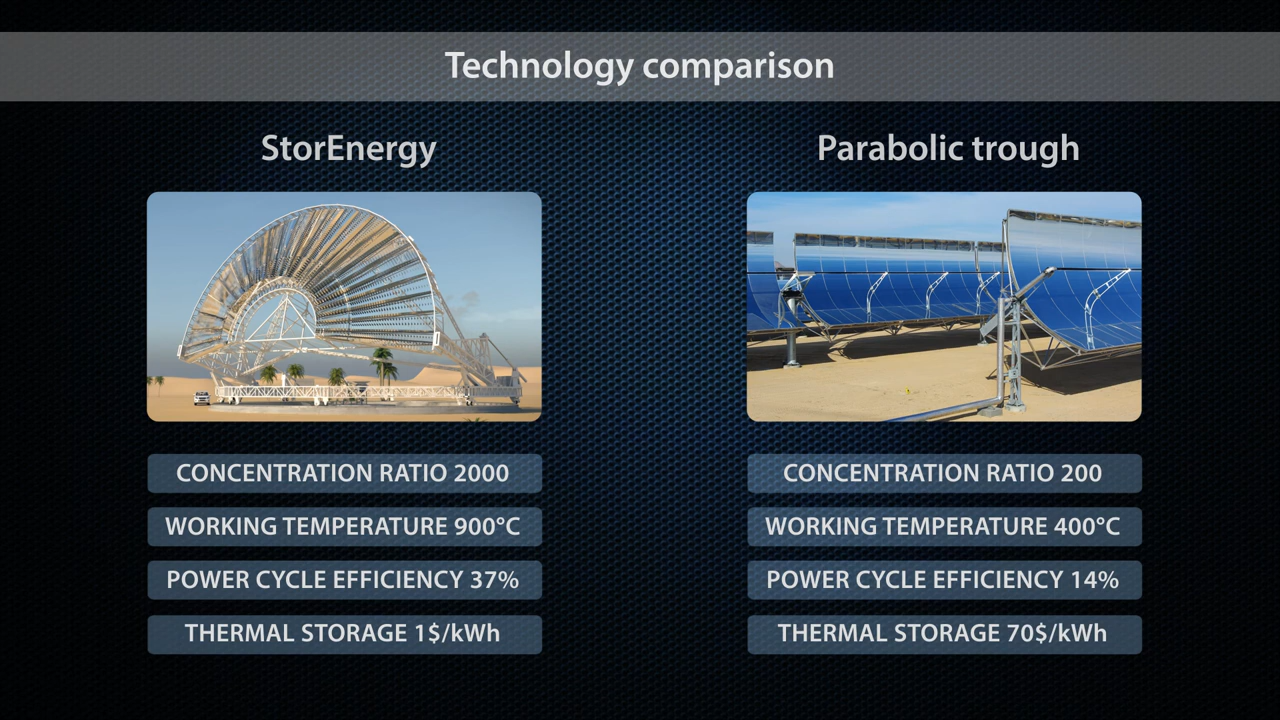 Technology comparison
StorEnergy
CONCENTRATION RATIO 2000
WORKING TEMPERATURE 900°C
POWER CYCLE EFFICIENCY 37%
THERMAL STORAGE 1$/kWh
Parabolic trough
CONCENTRATION RATIO 200
WORKING TEMPERATURE 400°C
POWER CYCLE EFFICIENCY 14%
THERMAL STORAGE 70$/kWh